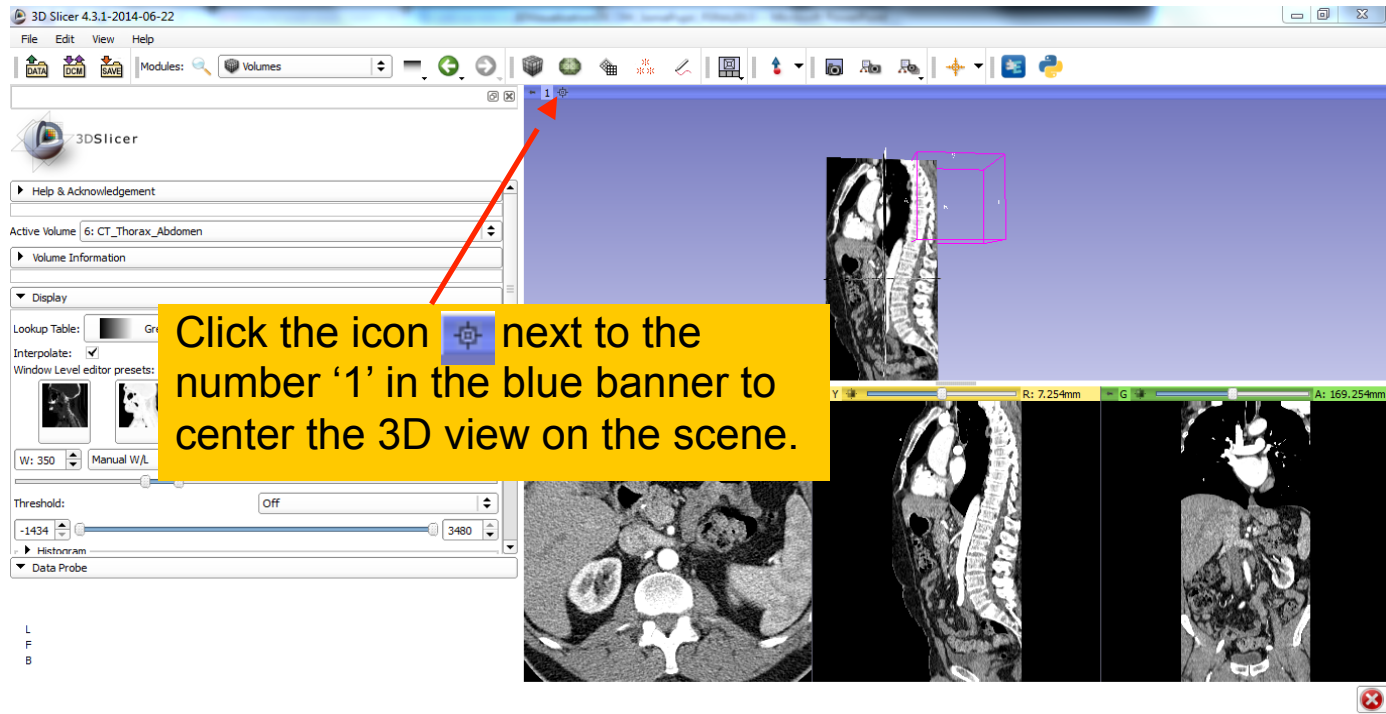 3D Slicer 4.3.1-2014-06-22
File Edit View Help
DATA DCM SAVE Modules: Volumes
1
3DSlicer
Help & Acknowledgement
Active Volume 6: CT_Thorax_Abdomen
Volume Information
Display
Lookup Table: Gre
Interpolate:
Window Level editor presets:
W: 350 Manual W/L
Threshold: Off
-1434 3480
Histogram
Data Probe
L
F
B
Click the icon next to the
number ‘1’ in the blue banner to
center the 3D view on the scene.
Y R: 7.254mm
G A: 169.254mm